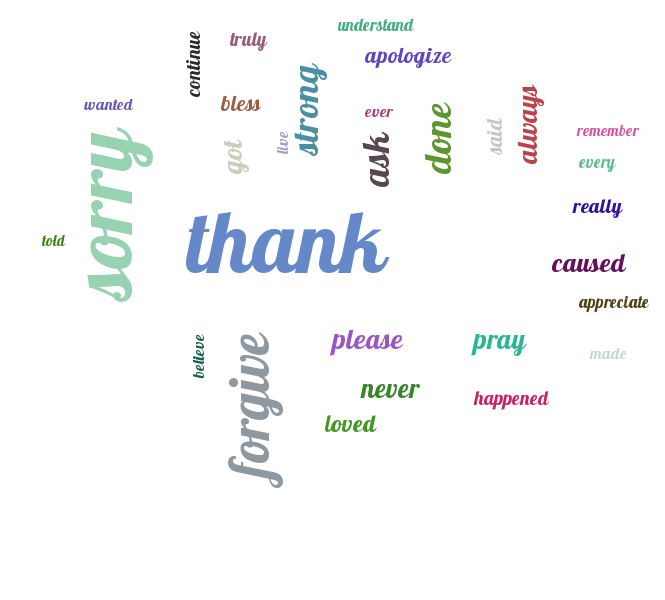 understand
truly
continue
apologize
strong
bless
wanted
ever
done
always
said
remember
ask
live
got
every
sorry
really
told
thank
caused
appreciate
please
pray
made
believe
forgive
never
happened
loved